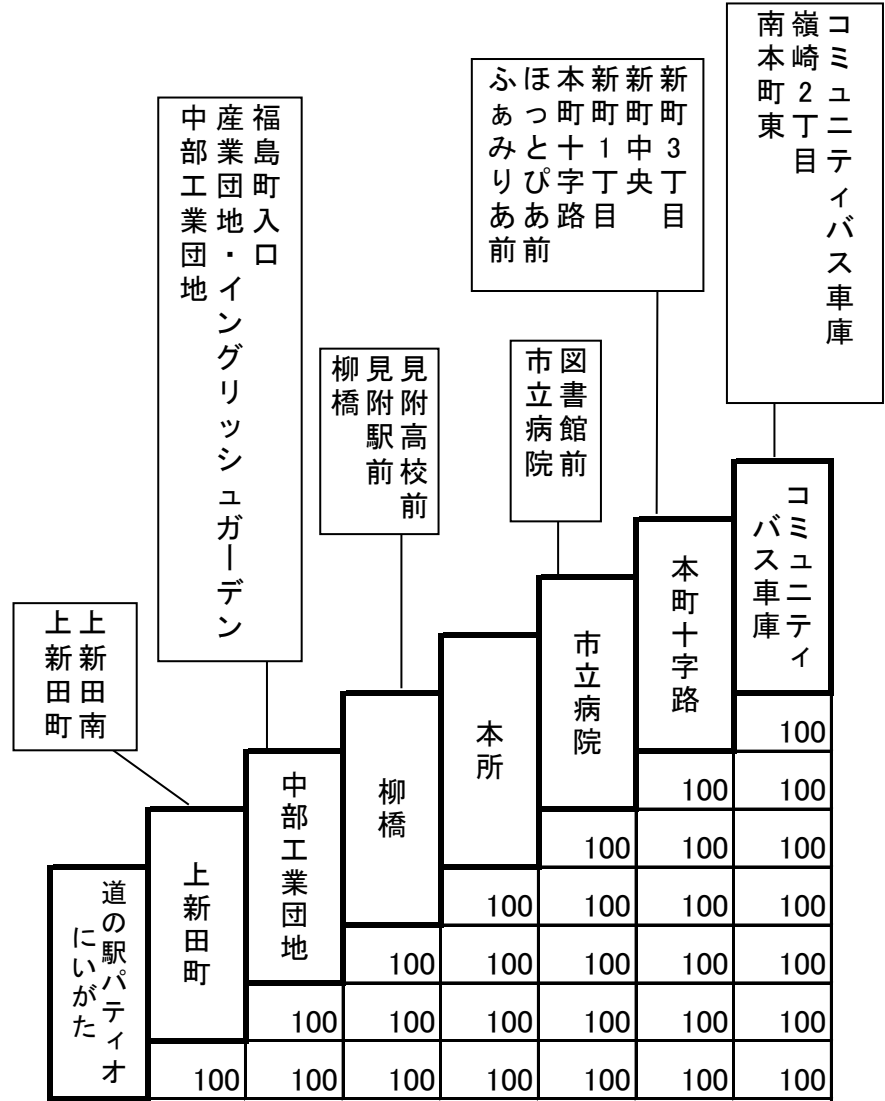 コミュニティバス車庫
嶺崎2丁目
南本町東
新町3丁目
新町中央
新町1丁目
本町十字路
ほっとぴあ前
ふぁみりあ前
福島町入口
産業団地・イングリッシュガーデン
中部工業団地
図書館前
市立病院
見附高校前
見附駅前
柳橋
上新田南
上新田町
コミュニティ
バス車庫
本町十字路
市立病院
本所
柳橋
中部工業団地
上新田町
道の駅パティオ
にいがた
100
100 100
100 100 100
100 100 100 100
100 100 100 100 100
100 100 100 100 100 100
100 100 100 100 100 100 100